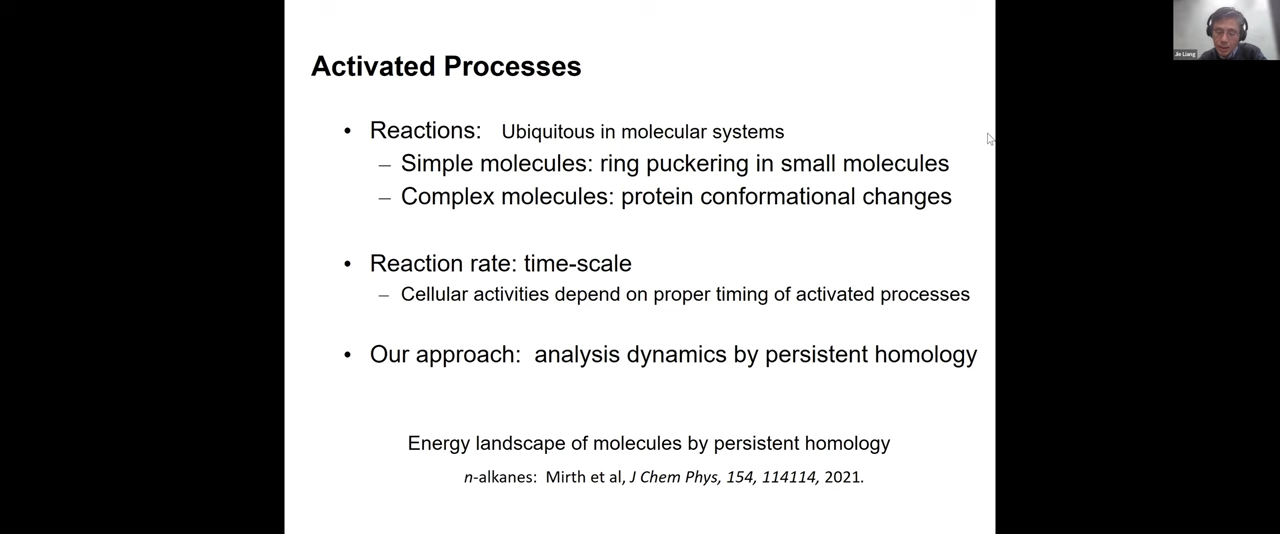 Activated Processes
• Reactions: Ubiquitous in molecular systems
– Simple molecules: ring puckering in small molecules
– Complex molecules: protein conformational changes
• Reaction rate: time-scale
– Cellular activities depend on proper timing of activated processes
• Our approach: analysis dynamics by persistent homology
Energy landscape of molecules by persistent homology
n-alkanes: Mirth et al, J Chem Phys, 154, 114114, 2021.
Jie Liang